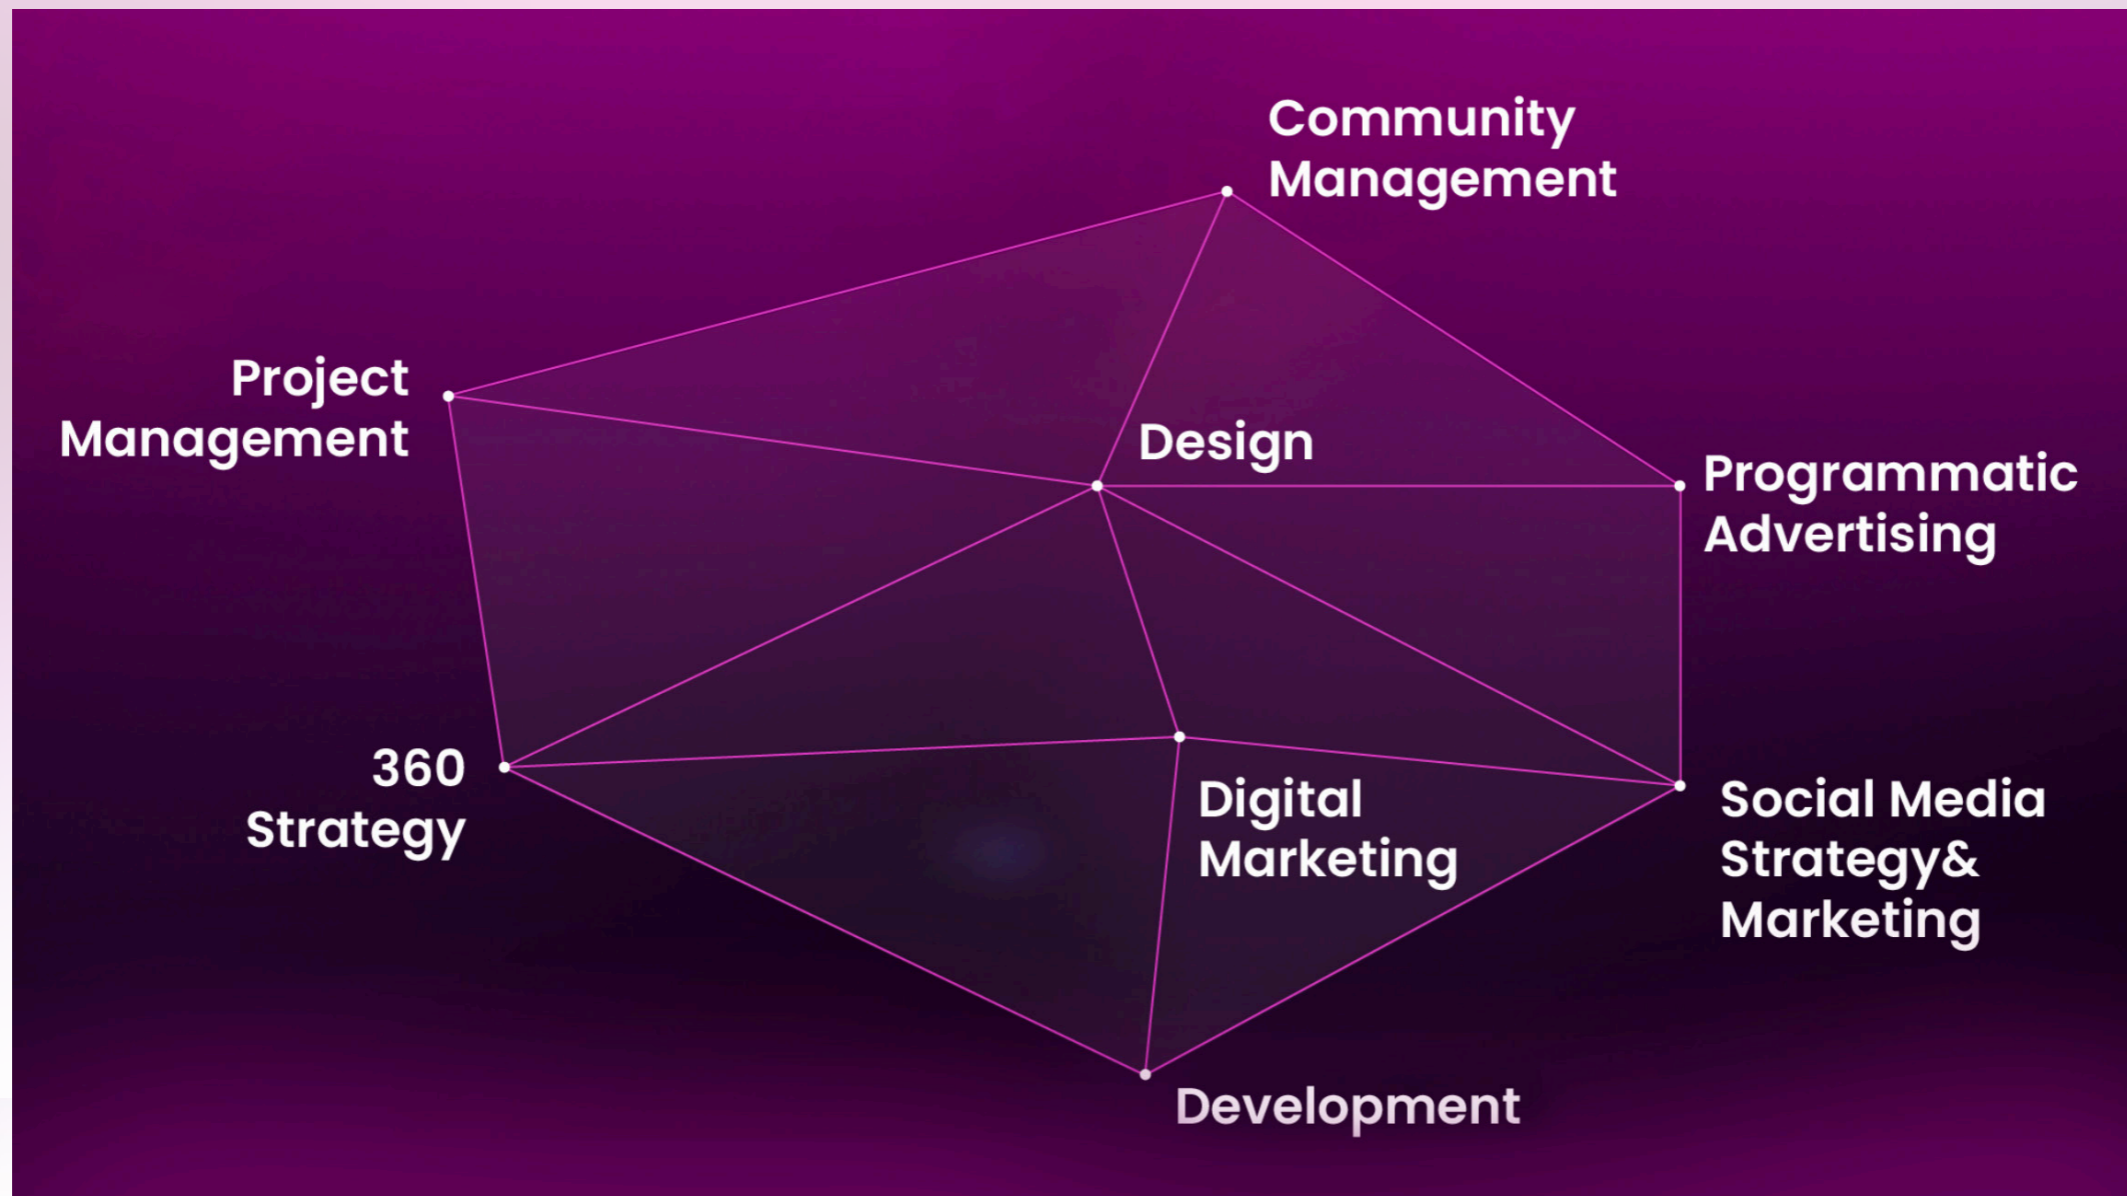 Community
Management
Project
Management
Design
Programmatic
Advertising
360
Strategy
Digital
Marketing
Social Media
Strategy&
Marketing
Development